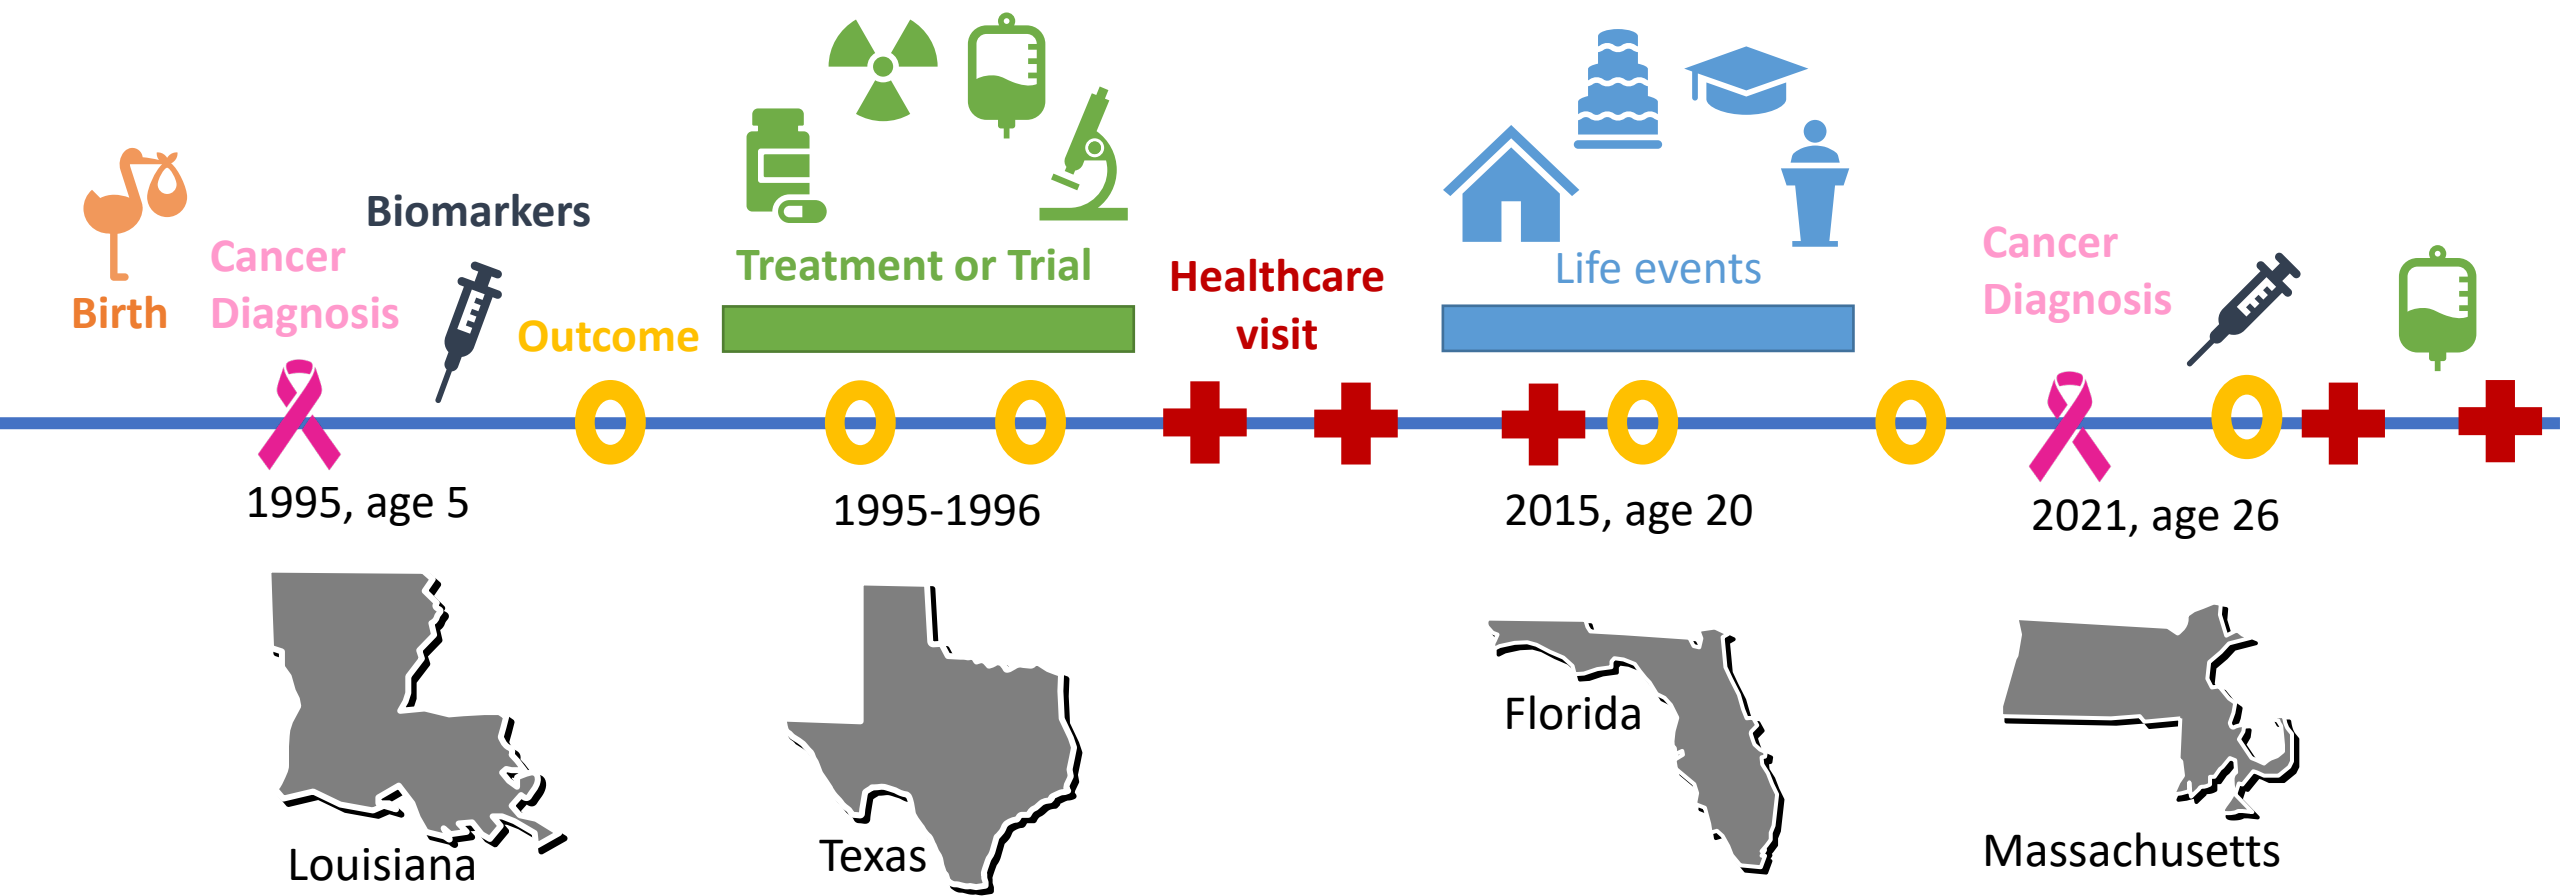 Birth
Cancer
Diagnosis
Biomarkers
Outcome
Treatment or Trial
Healthcare
visit
Life events
Cancer
Diagnosis
1995, age 5
1995-1996
2015, age 20
2021, age 26
Louisiana
Texas
Florida
Massachusetts